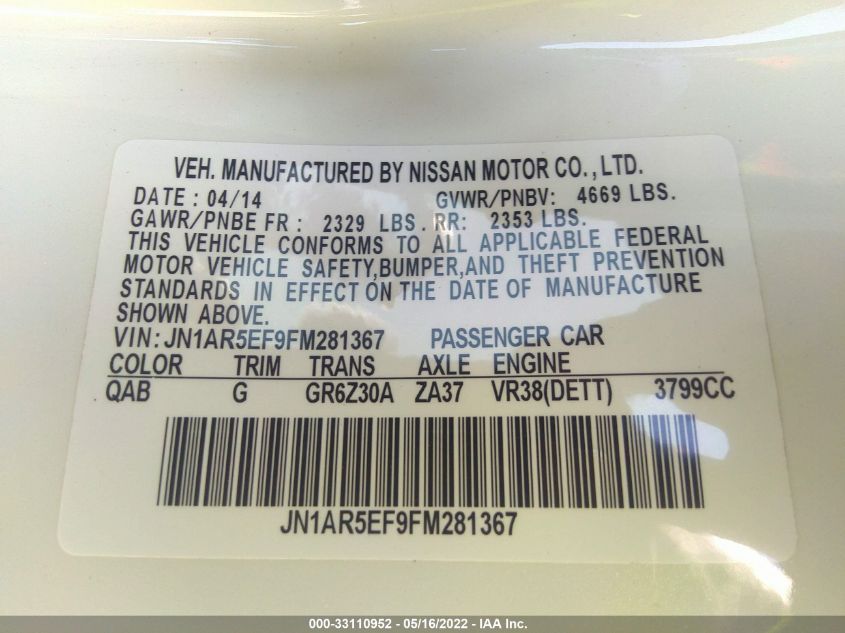 VEH. MANUFACTURED BY NISSAN MOTOR CO., LTD.
DATE: 04/14 GVWR/PNBV: 4669 LBS.
GAWR/PNBE FR: 2329 LBS. RR: 2353 LBS.
THIS VEHICLE CONFORMS TO ALL APPLICABLE FEDERAL
MOTOR VEHICLE SAFETY,BUMPER,AND THEFT PREVENTION
STANDARDS IN EFFECT ON THE DATE OF MANUFACTURE
SHOWN ABOVE.
VIN: JN1AR5EF9FM281367 PASSENGER CAR
COLOR TRIM TRANS AXLE ENGINE
QAB G GR6Z30A ZA37 VR38(DETT) 3799CC
JN1AR5EF9FM281367
000-33110952 - 05/16/2022 - IAA Inc.